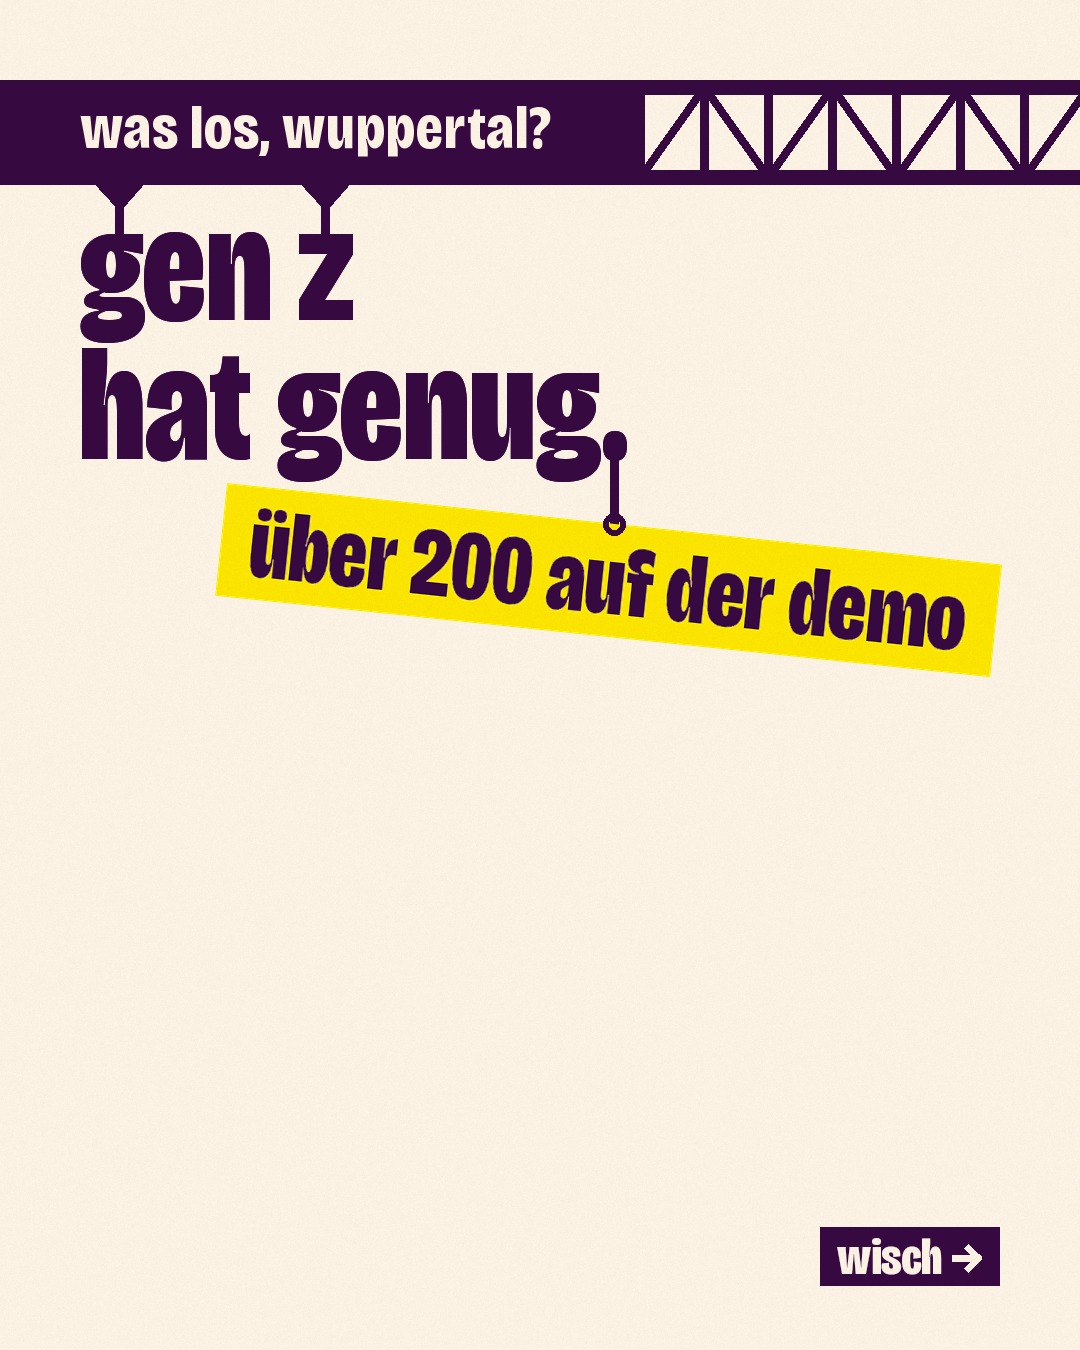 was los, wuppertal?
gen z
hat genug.
über 200 auf der demo
wisch →